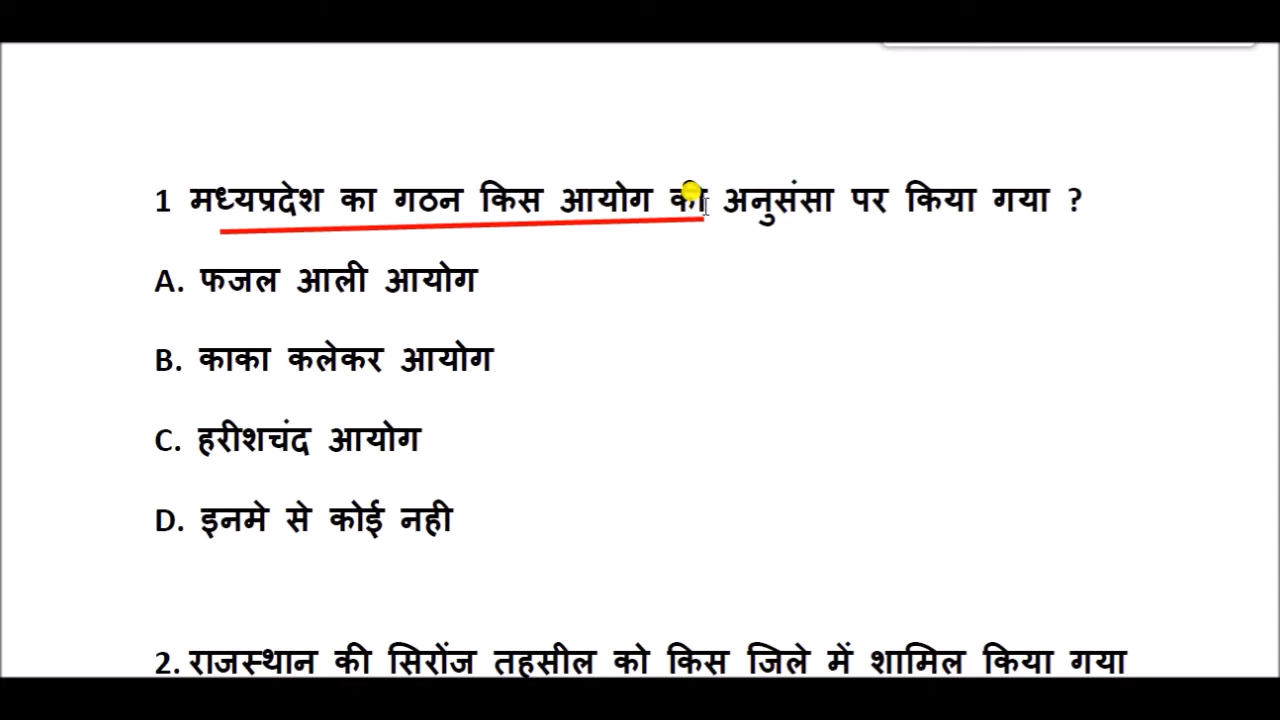 1 मध्यप्रदेश का गठन किस आयोग की अनुसंसा पर किया गया ?
A. फजल आली आयोग
B. काका कलेकर आयोग
C. हरीशचंद आयोग
D. इनमे से कोई नही
2. राजस्थान की सिरोंज तहसील को किस जिले में शामिल किया गया